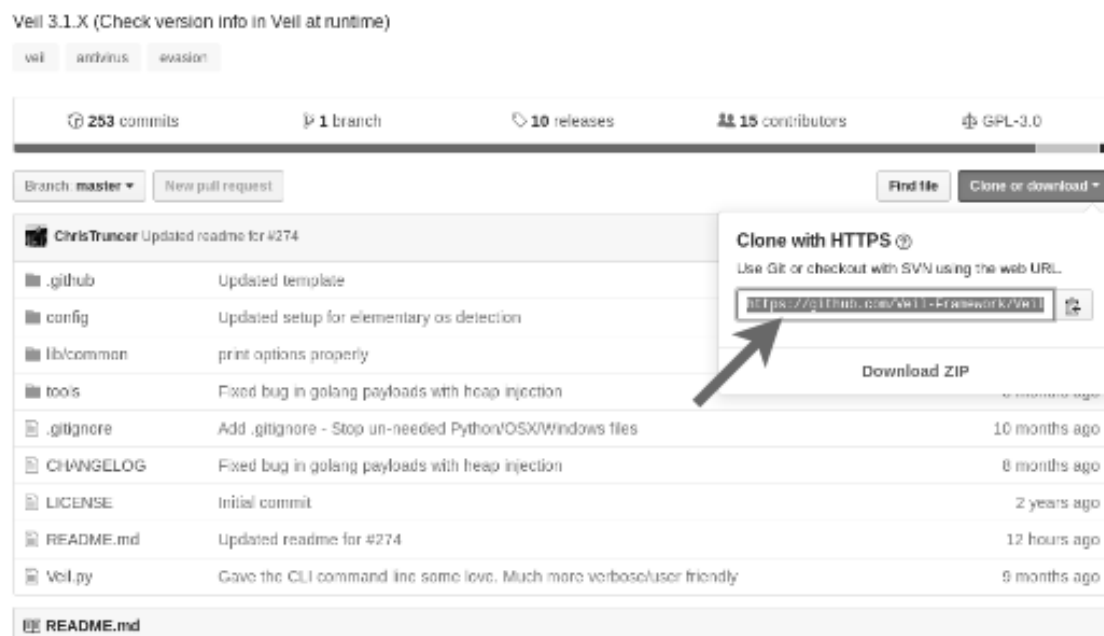 Veil 3.1.X (Check version info in Veil at runtime)
veil antivirus evasion
253 commits 1 branch 10 releases 15 contributors GPL-3.0
Branch: master New pull request Find file Clone or download
ChrisTruncer Updated readme for #274
Clone with HTTPS
Use Git or checkout with SVN using the web URL.
https://github.com/Veil-Framework/Veil
Download ZIP
.github Updated template
config Updated setup for elementary os detection
lib/common print options properly
tools Fixed bug in golang payloads with heap injection months ago
.gitignore Add .gitignore - Stop un-needed Python/OSX/Windows files 10 months ago
CHANGELOG Fixed bug in golang payloads with heap injection 8 months ago
LICENSE Initial commit 2 years ago
README.md Updated readme for #274 12 hours ago
Veil.py Gave the CLI command line some love. Much more verbose/user friendly 9 months ago
README.md